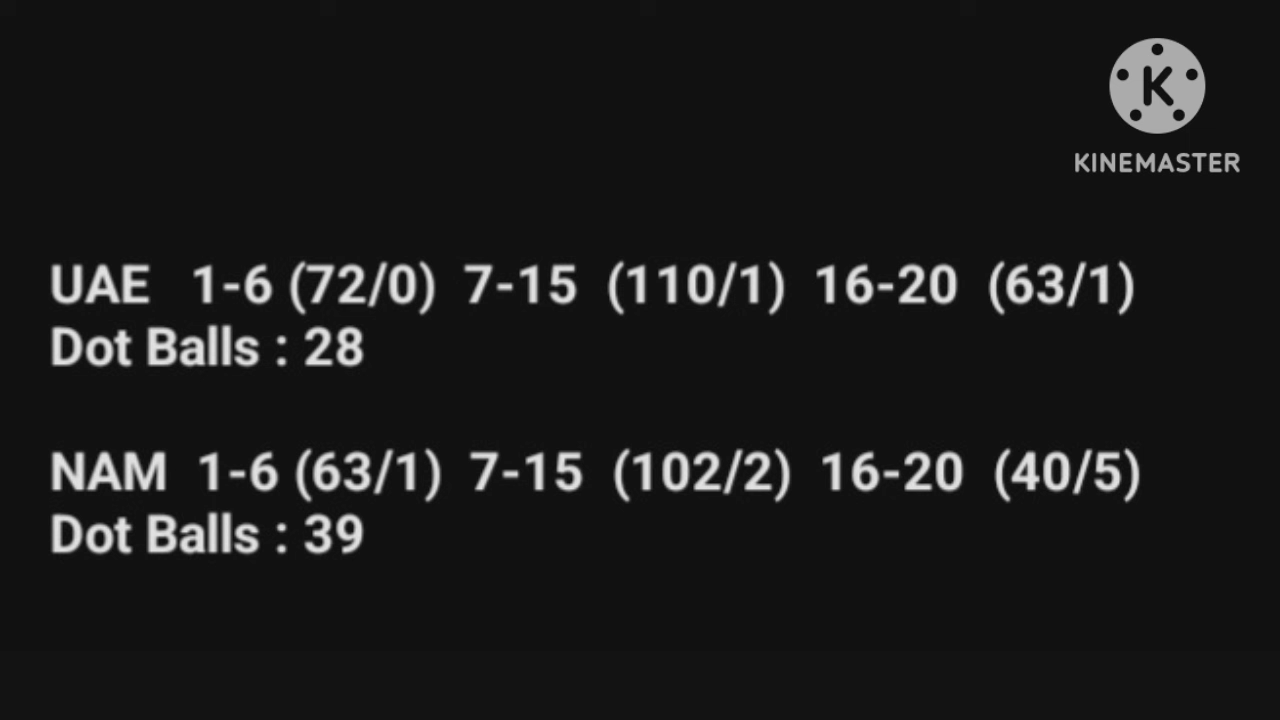 K
KINEMASTER
UAE 1-6 (72/0) 7-15 (110/1) 16-20 (63/1)
Dot Balls : 28
NAM 1-6 (63/1) 7-15 (102/2) 16-20 (40/5)
Dot Balls : 39